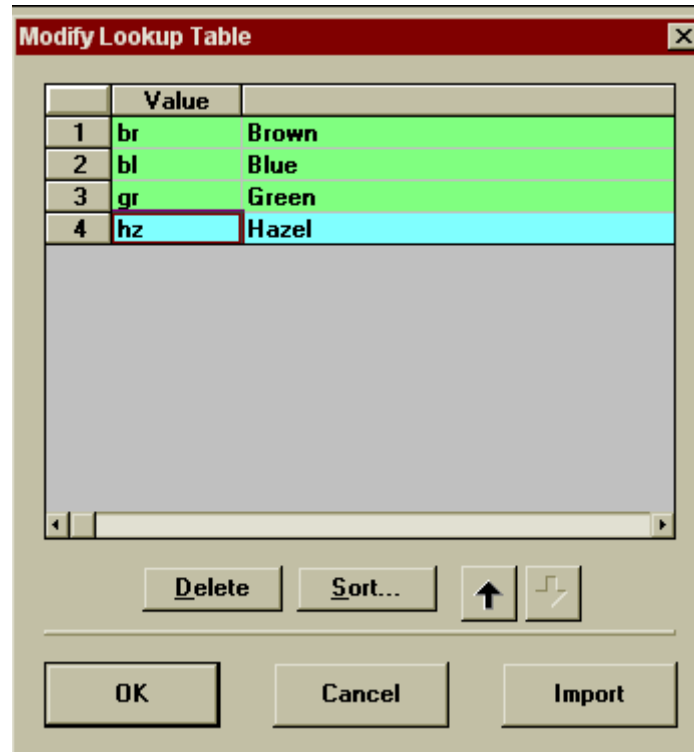 Modify Lookup Table
Value
1 br Brown
2 bl Blue
3 gr Green
4 hz Hazel
Delete Sort...
OK Cancel Import